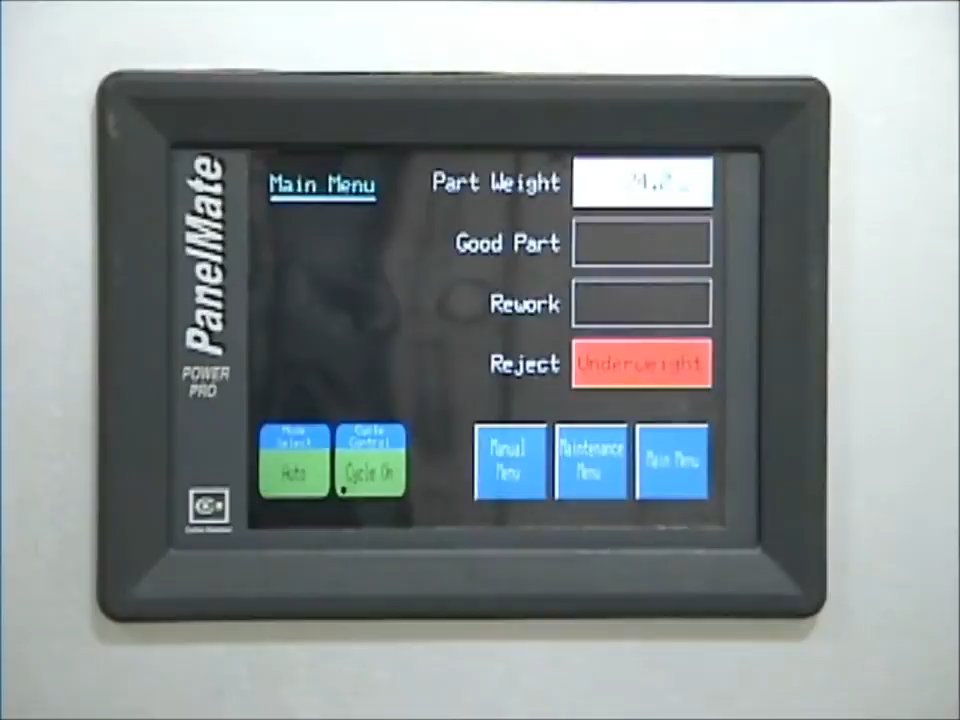 PanelMate
POWER
PRO
Main Menu
Part Weight
Good Part
Rework
Reject
Underweight
Mode
Select
Auto
Cycle
Control
Cycle On
Manual
Menu
Maintenance
Menu
Main Menu